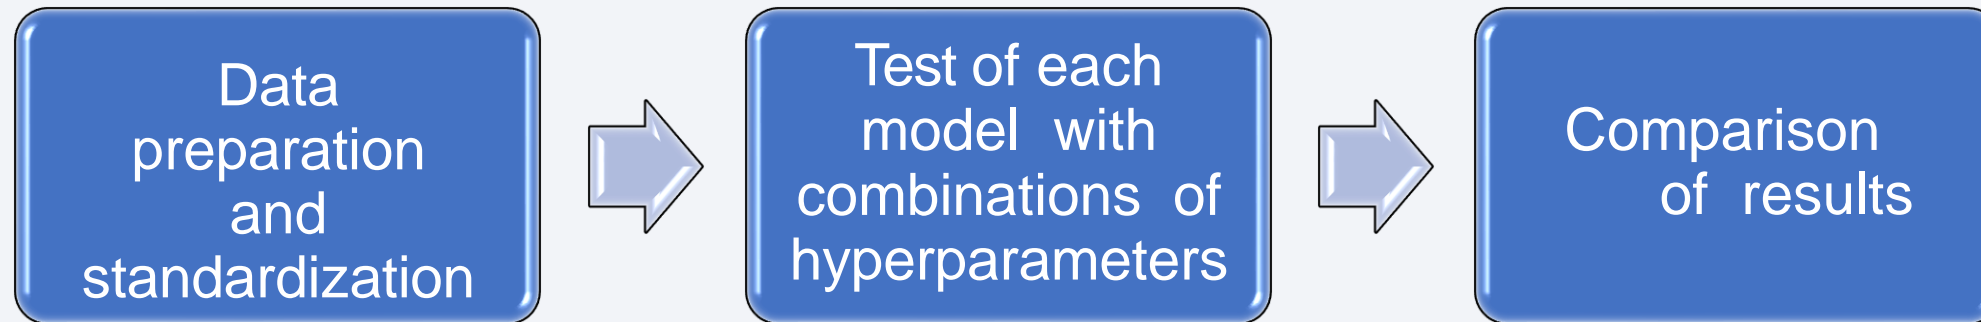 Data
preparation
and
standardization
Test of each
model with
combinations of
hyperparameters
Comparison
of results